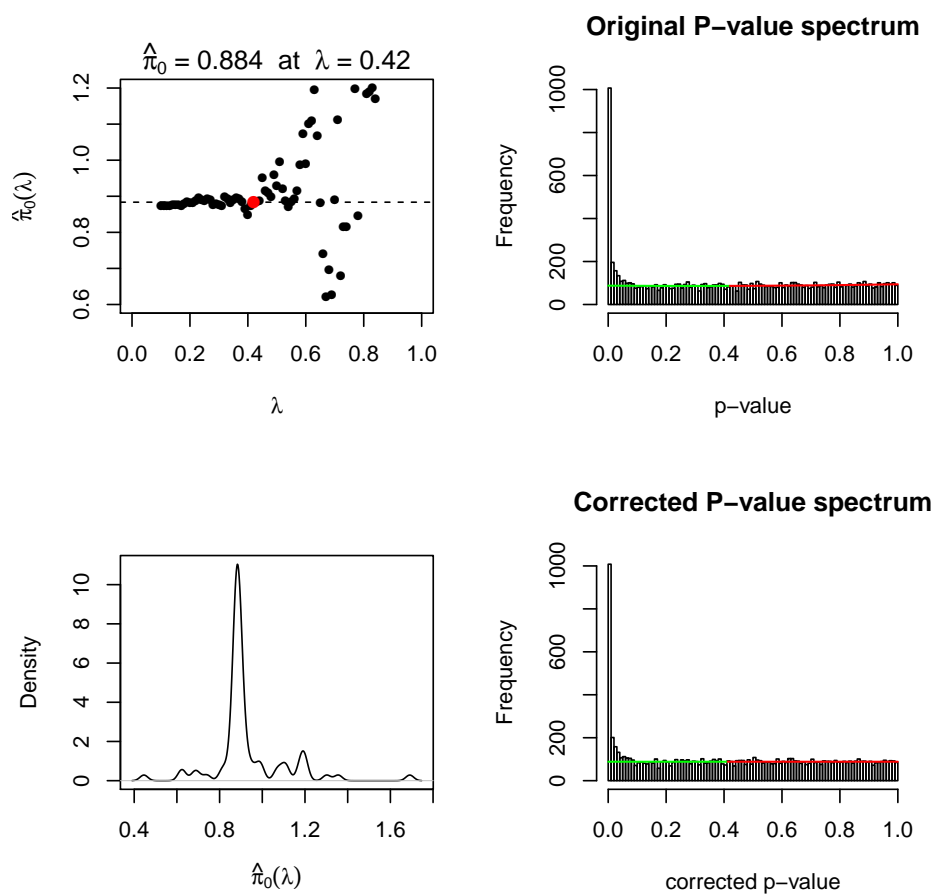 π̂₀ = 0.884 at λ = 0.42
π̂₀(λ)
1.2
1.0
0.8
0.6
0.0 0.2 0.4 0.6 0.8 1.0
λ
Original P−value spectrum
Frequency
1000
600
200
0
0.0 0.2 0.4 0.6 0.8 1.0
p−value
Density
10
8
6
4
2
0
0.4 0.8 1.2 1.6
π̂₀(λ)
Corrected P−value spectrum
Frequency
1000
600
200
0
0.0 0.2 0.4 0.6 0.8 1.0
corrected p−value